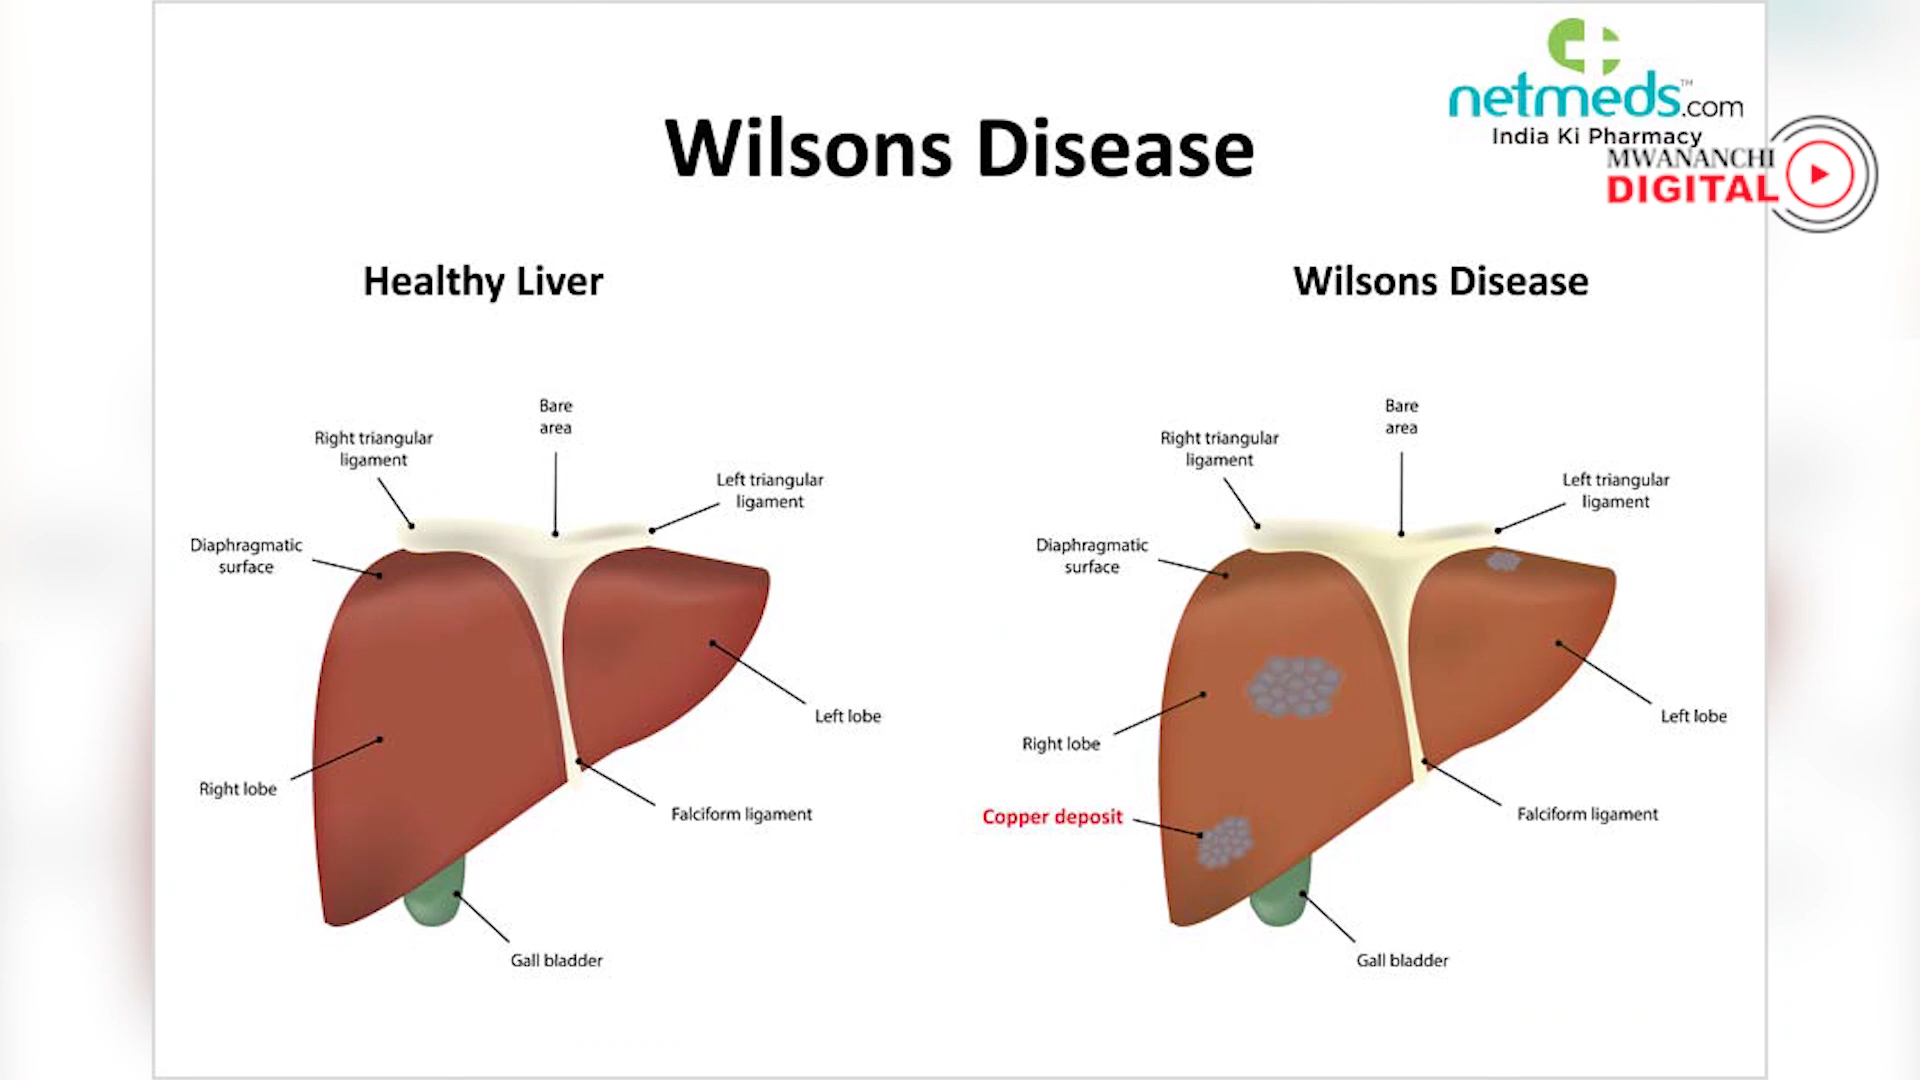 netmeds.com™
India Ki Pharmacy
MWANANCHI
DIGITAL
Wilsons Disease
Healthy Liver
Bare
area
Right triangular
ligament
Left triangular
ligament
Diaphragmatic
surface
Left lobe
Right lobe
Falciform ligament
Gall bladder
Wilsons Disease
Bare
area
Right triangular
ligament
Left triangular
ligament
Diaphragmatic
surface
Left lobe
Right lobe
Copper deposit
Falciform ligament
Gall bladder